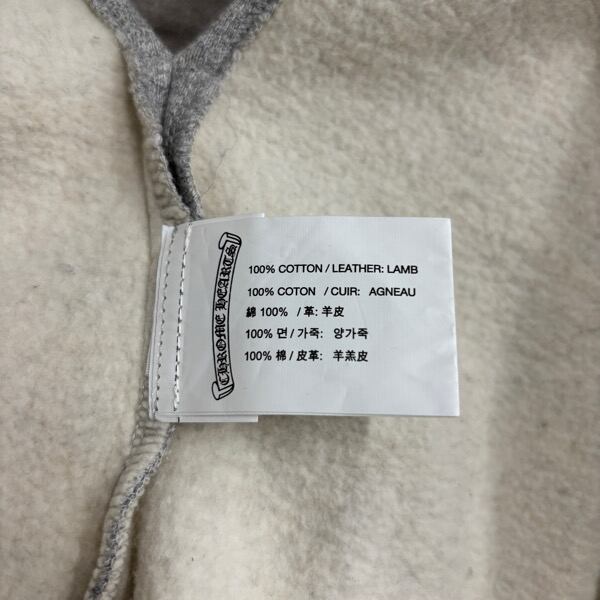 CHROME HEARTS
100% COTTON / LEATHER: LAMB
100% COTON / CUIR: AGNEAU
綿 100% / 革: 羊皮
100% 면 / 가죽: 양가죽
100% 棉 / 皮革: 羊羔皮